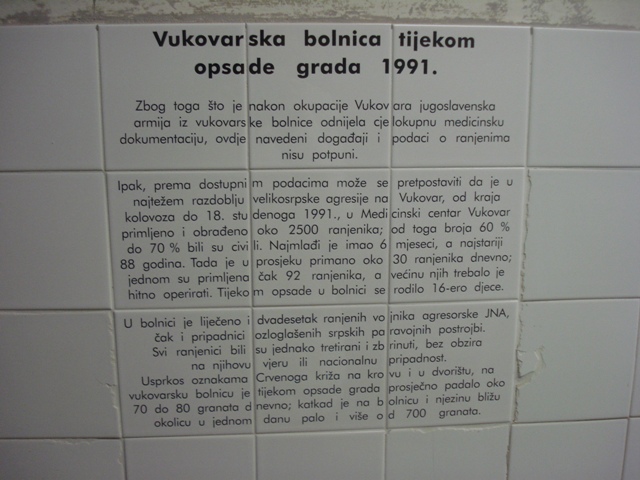 Vukovarska bolnica tijekom
opsade grada 1991.
Zbog toga što je nakon okupacije Vukovara jugoslavenska
armija iz vukovarske bolnice odnijela cjelokupnu medicinsku
dokumentaciju, ovdje navedeni događaji i podaci o ranjenima
nisu potpuni.
Ipak, prema dostupnim podacima može se pretpostaviti da je u
najtežem razdoblju velikosrpske agresije na Vukovar, od kraja
kolovoza do 18. studenoga 1991., u Medicinski centar Vukovar
primljeno i obrađeno oko 2500 ranjenika; od toga broja 60 %
do 70 % bili su civili. Najmlađi je imao 6 mjeseci, a najstariji
88 godina. Tada je u prosjeku primano oko 30 ranjenika dnevno;
u jednom su primljena čak 92 ranjenika, a većinu njih trebalo je
hitno operirati. Tijekom opsade u bolnici se rodilo 16-ero djece.
U bolnici je liječeno i dvadesetak ranjenih vojnika agresorske JNA,
čak i pripadnici ozloglašenih srpskih paravojnih postrojbi.
Svi ranjenici bili su jednako tretirani i zbrinuti, bez obzira
na njihovu vjeru ili nacionalnu pripadnost.
Usprkos oznakama Crvenoga križa na krovu i u dvorištu, na
vukovarsku bolnicu je tijekom opsade grada prosječno padalo oko
70 do 80 granata dnevno; katkad je na bolnicu i njezinu bližu
okolicu u jednom danu palo i više od 700 granata.